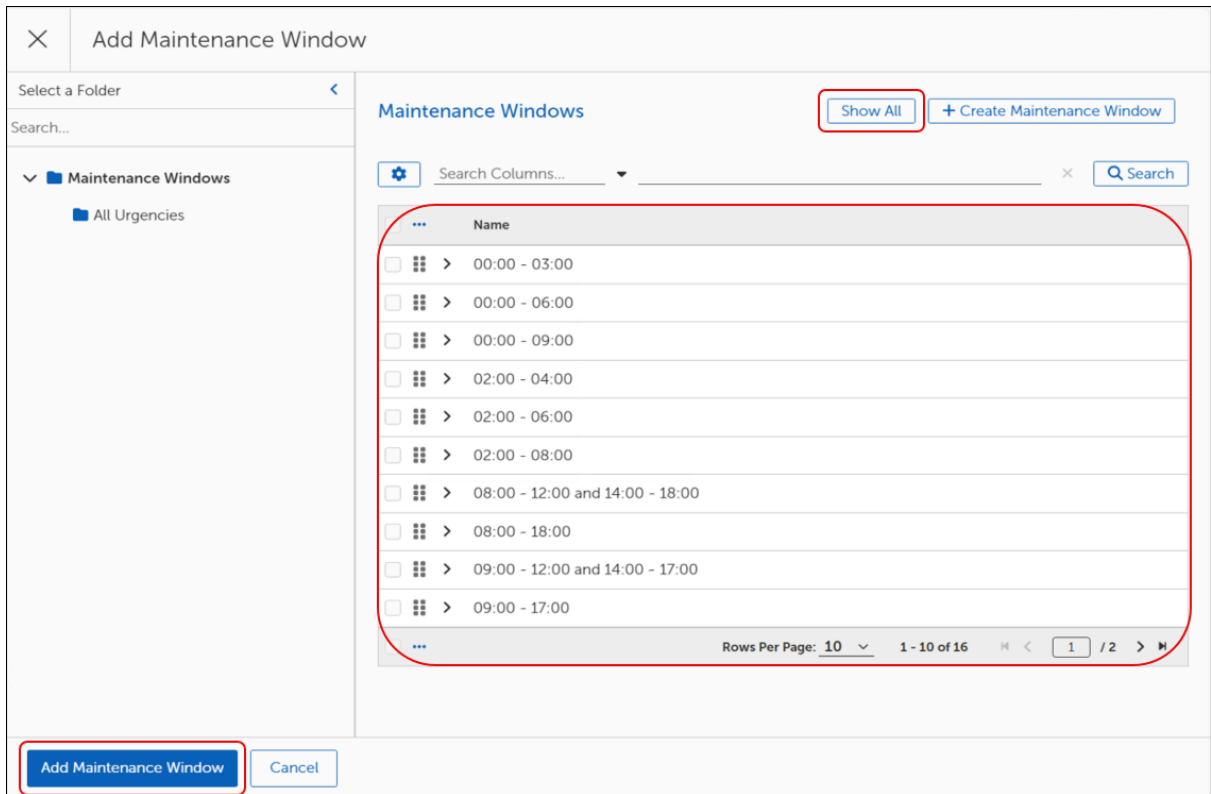 Add Maintenance Window
Select a Folder
Search...
Maintenance Windows
All Urgencies
Maintenance Windows
Show All
+ Create Maintenance Window
Search Columns...
Search
Name
00:00 - 03:00
00:00 - 06:00
00:00 - 09:00
02:00 - 04:00
02:00 - 06:00
02:00 - 08:00
08:00 - 12:00 and 14:00 - 18:00
08:00 - 18:00
09:00 - 12:00 and 14:00 - 17:00
09:00 - 17:00
Rows Per Page: 10 1 - 10 of 16 1 / 2
Add Maintenance Window
Cancel